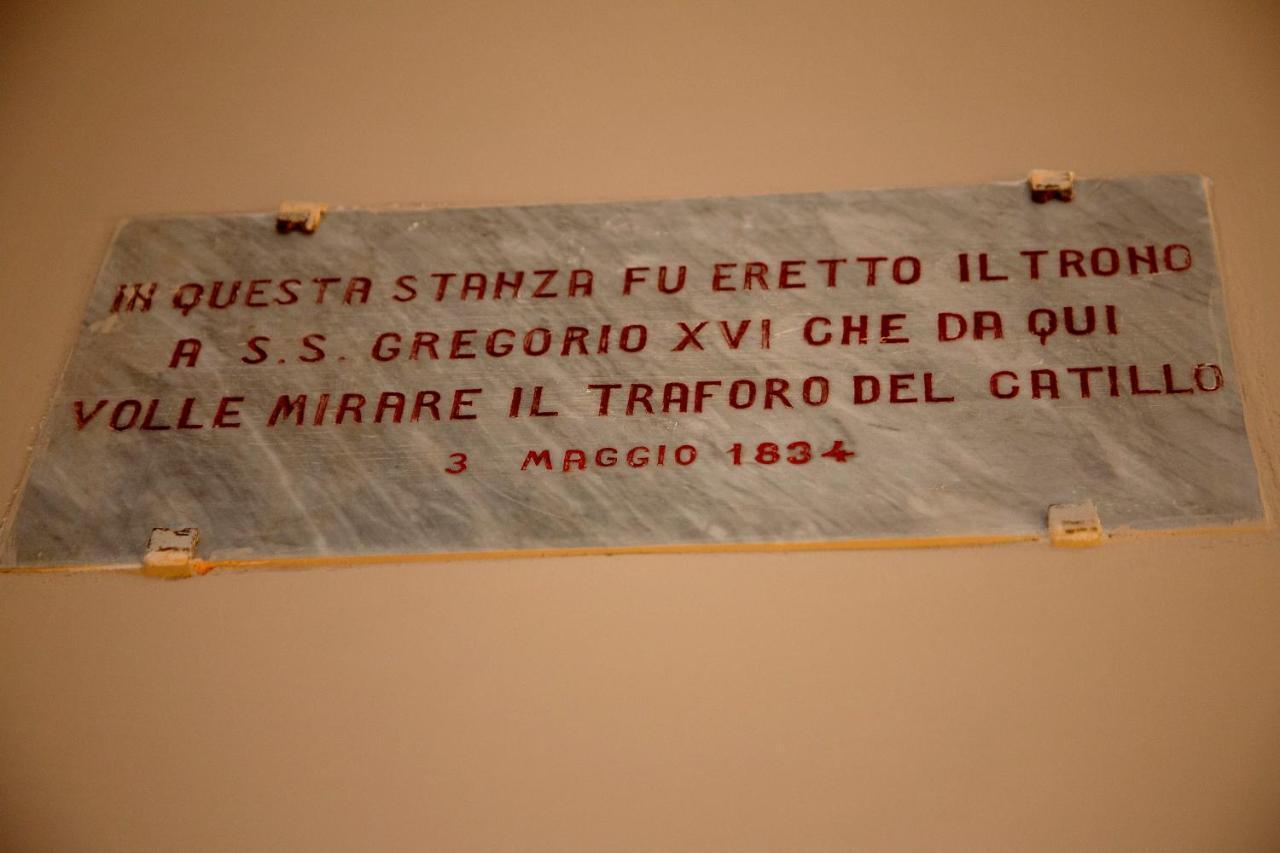 IN QUESTA STANZA FU ERETTO IL TRONO
A S.S. GREGORIO XVI CHE DA QUI
VOLLE MIRARE IL TRAFORO DEL CATILLO
3 MAGGIO 1834